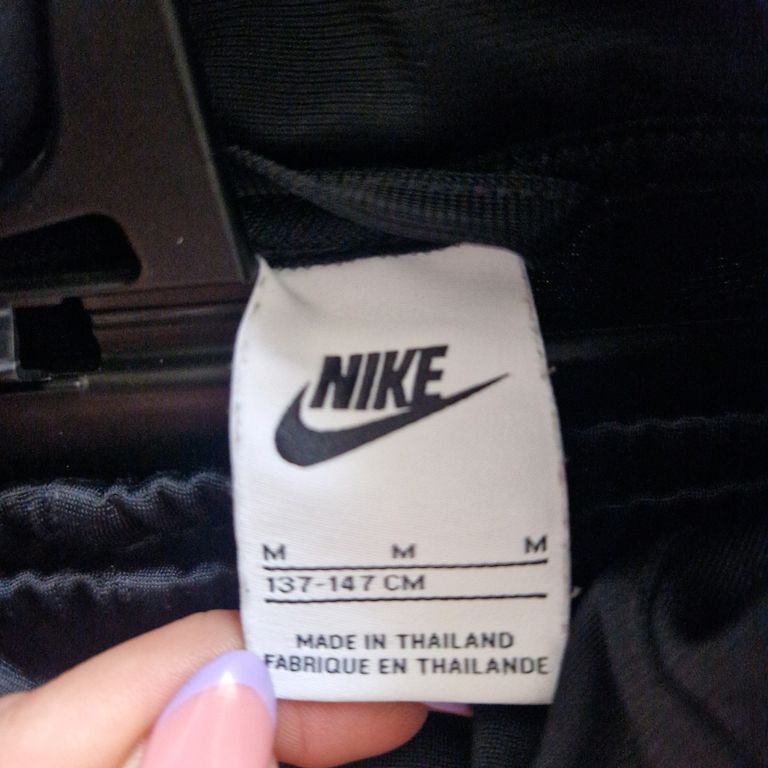 NIKE
M M M
137-147 CM
MADE IN THAILAND
FABRIQUE EN THAILANDE